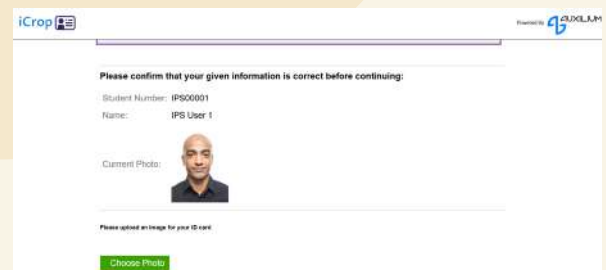 iCrop
Powered By AUXILIUM
Please confirm that your given information is correct before continuing:
Student Number: IPS00001
Name: IPS User 1
Current Photo:
Please upload an image for your ID card
Choose Photo